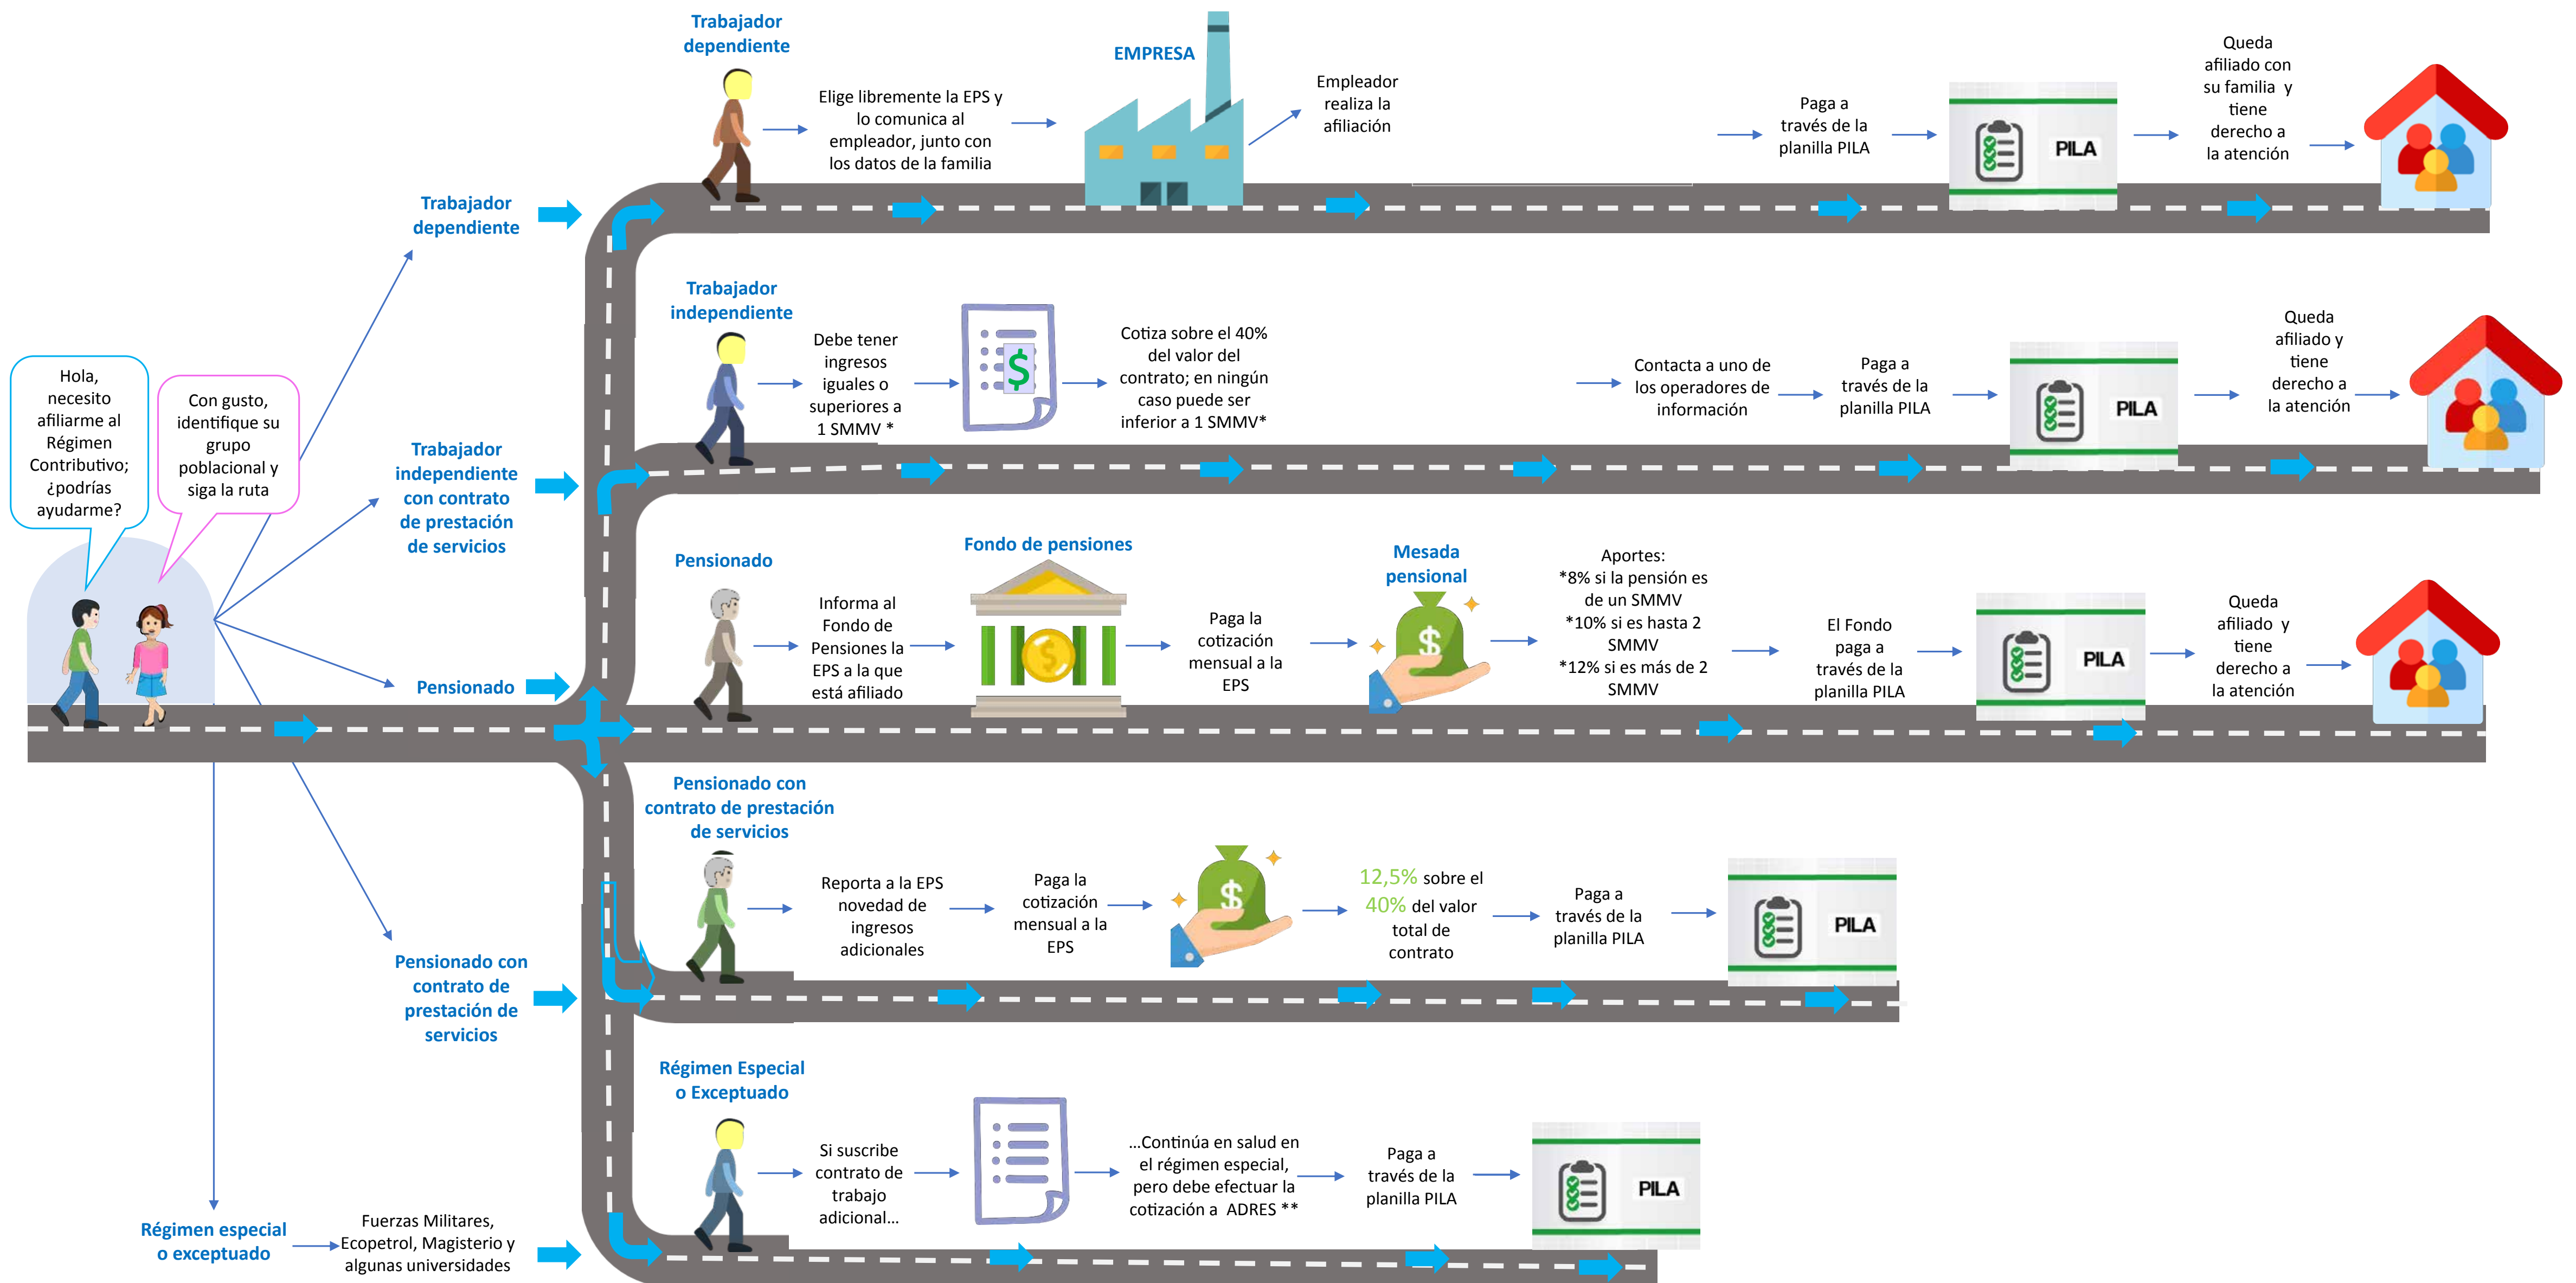 Hola,
necesito
afiliarme al
Régimen
Contributivo;
¿podrías
ayudarme?
Con gusto,
identifique su
grupo
poblacional y
siga la ruta
Trabajador
dependiente
Trabajador
independiente
con contrato
de prestación
de servicios
Pensionado
Pensionado con
contrato de
prestación de
servicios
Régimen especial
o exceptuado
Fuerzas Militares,
Ecopetrol, Magisterio y
algunas universidades
Trabajador
dependiente
Elige libremente la EPS y
lo comunica al
empleador, junto con
los datos de la familia
EMPRESA
Empleador
realiza la
afiliación
Paga a
través de la
planilla PILA
PILA
Queda
afiliado con
su familia y
tiene
derecho a
la atención
Trabajador
independiente
Debe tener
ingresos
iguales o
superiores a
1 SMMV *
$
Cotiza sobre el 40%
del valor del
contrato; en ningún
caso puede ser
inferior a 1 SMMV*
Contacta a uno de
los operadores de
información
Paga a
través de la
planilla PILA
PILA
Queda
afiliado y
tiene
derecho a
la atención
Pensionado
Informa al
Fondo de
Pensiones la
EPS a la que
está afiliado
Fondo de pensiones
$
Paga la
cotización
mensual a la
EPS
Mesada
pensional
$
Aportes:
*8% si la pensión es
de un SMMV
*10% si es hasta 2
SMMV
*12% si es más de 2
SMMV
El Fondo
paga a
través de la
planilla PILA
PILA
Queda
afiliado y
tiene
derecho a
la atención
Pensionado con
contrato de prestación
de servicios
Reporta a la EPS
novedad de
ingresos
adicionales
Paga la
cotización
mensual a la
EPS
$
12,5% sobre el
40% del valor
total de
contrato
Paga a
través de la
planilla PILA
PILA
Régimen Especial
o Exceptuado
Si suscribe
contrato de
trabajo
adicional...
...Continúa en salud en
el régimen especial,
pero debe efectuar la
cotización a ADRES **
Paga a
través de la
planilla PILA
PILA